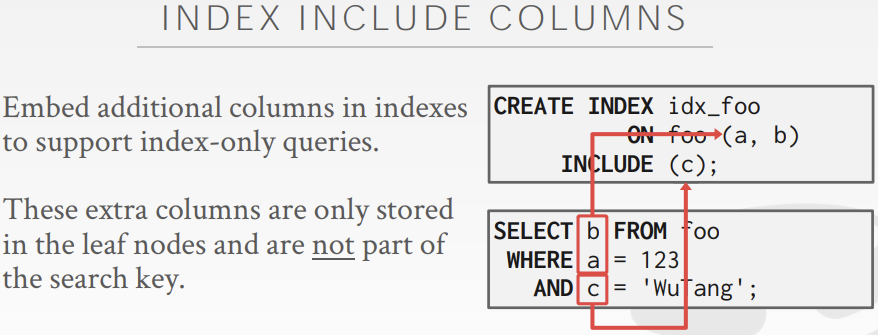 INDEX INCLUDE COLUMNS
Embed additional columns in indexes
to support index-only queries.
These extra columns are only stored
in the leaf nodes and are not part of
the search key.
CREATE INDEX idx_foo
ON foo (a, b)
INCLUDE (c);
SELECT b FROM foo
WHERE a = 123
AND c = 'WuTang';